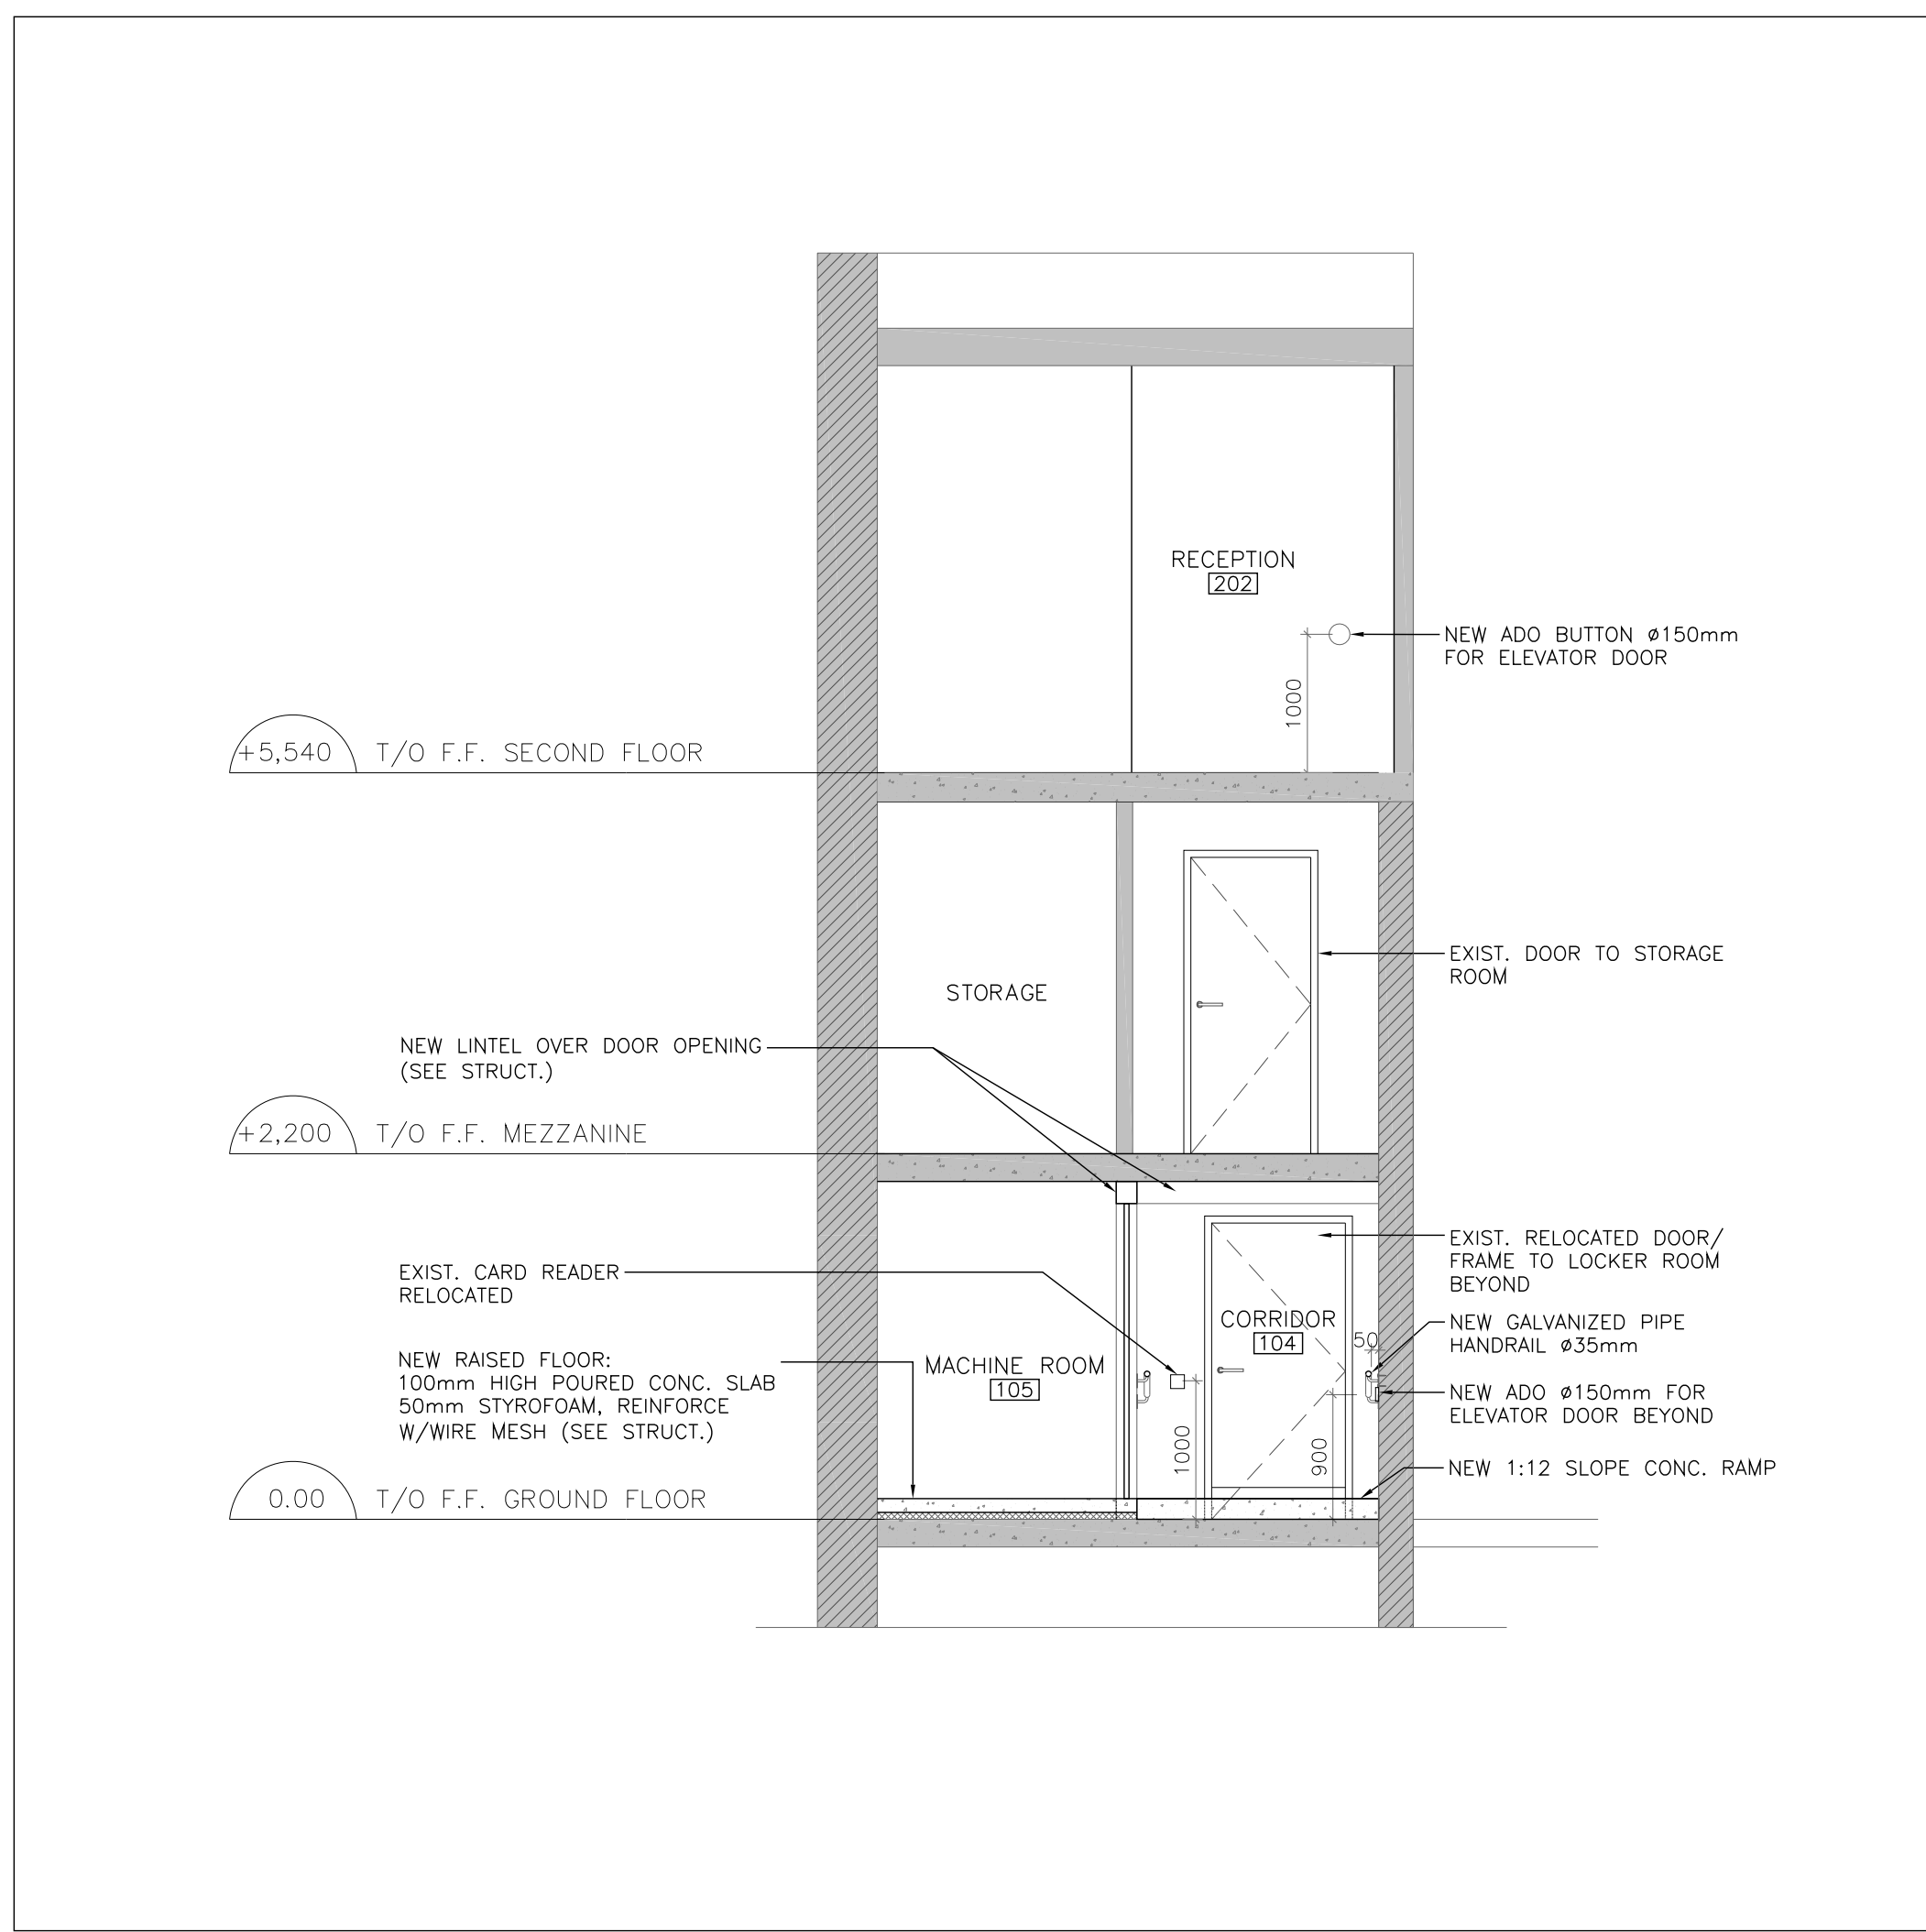 RECEPTION
202
NEW ADO BUTTON ø150mm
FOR ELEVATOR DOOR
1000
+5,540 T/O F.F. SECOND FLOOR
EXIST. DOOR TO STORAGE
ROOM
STORAGE
NEW LINTEL OVER DOOR OPENING
(SEE STRUCT.)
+2,200 T/O F.F. MEZZANINE
EXIST. RELOCATED DOOR/
FRAME TO LOCKER ROOM
BEYOND
EXIST. CARD READER
RELOCATED
CORRIDOR
104
50
NEW GALVANIZED PIPE
HANDRAIL ø35mm
NEW RAISED FLOOR:
100mm HIGH POURED CONC. SLAB
50mm STYROFOAM, REINFORCE
W/WIRE MESH (SEE STRUCT.)
MACHINE ROOM
105
NEW ADO ø150mm FOR
ELEVATOR DOOR BEYOND
1000
900
NEW 1:12 SLOPE CONC. RAMP
0.00 T/O F.F. GROUND FLOOR